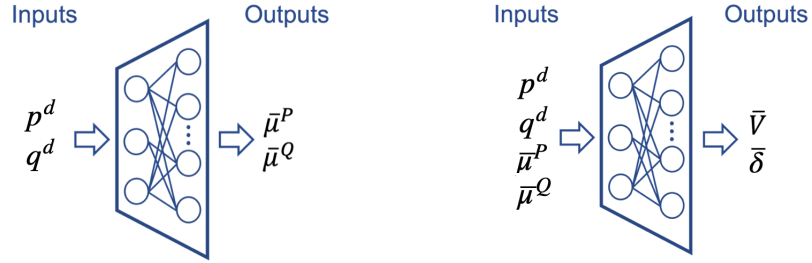 Inputs
Outputs
p^d
q^d
μ̄^P
μ̄^Q
Inputs
Outputs
p^d
q^d
μ̄^P
μ̄^Q
V̄
δ̄